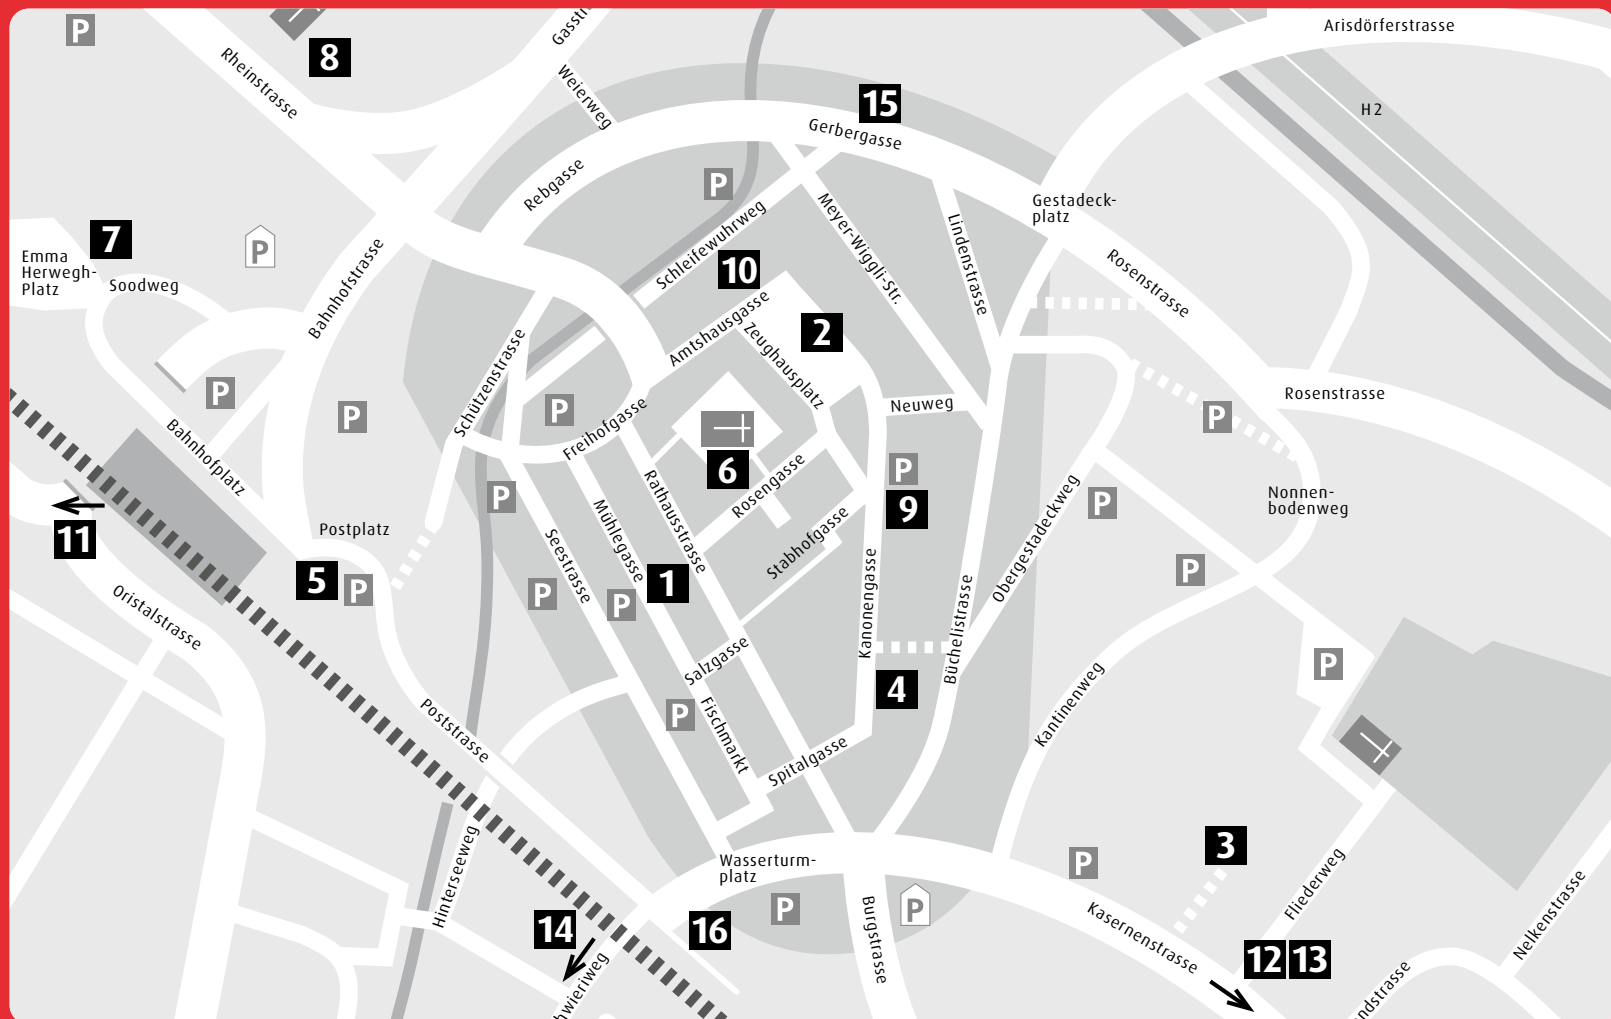 Arisdörferstrasse
P
8
Gasstr
Rheinstrasse
Weierweg
15
Gerbergasse
H2
Rebgasse
P
Meyer-Wiggli-Str.
Lindenstrasse
Gestadeck-
platz
7
P
Emma
Herwegh-
Platz
Soodweg
Bahnhofstrasse
Schleifewuhrweg
10
Rosenstrasse
Amtshausgasse
2
Zeughausplatz
Schützenstrasse
P
P
P
Freihofgasse
Neuweg
P
Rosenstrasse
Bahnhofplatz
6
Rosengasse
P
9
P
P
Nonnen-
bodenweg
11
Postplatz
Seestrasse
Mühlegasse
Rathausstrasse
Stabhofgasse
Kanonengasse
Obergestadeckweg
5
P
P
P
1
P
Oristalstrasse
Büchelistrasse
Salzgasse
4
P
P
Poststrasse
Fischmarkt
Spitalgasse
Kantinenweg
Hinterseeweg
Wasserturm-
platz
P
3
Fliederweg
P
P
Burgstrasse
Kasernenstrasse
Nelkenstrasse
14
16
12
13
wieriweg
ndstrasse